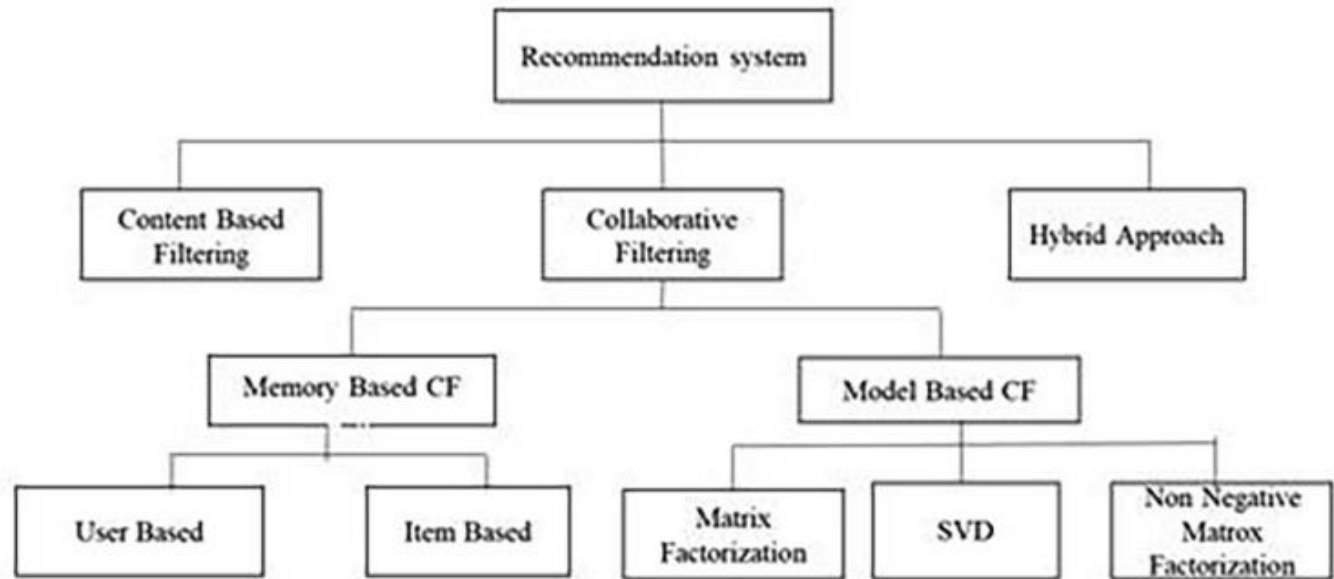 Recommendation system
Content Based
Filtering
Collaborative
Filtering
Hybrid Approach
Memory Based CF
Model Based CF
User Based
Item Based
Matrix
Factorization
SVD
Non Negative
Matrox
Factorization